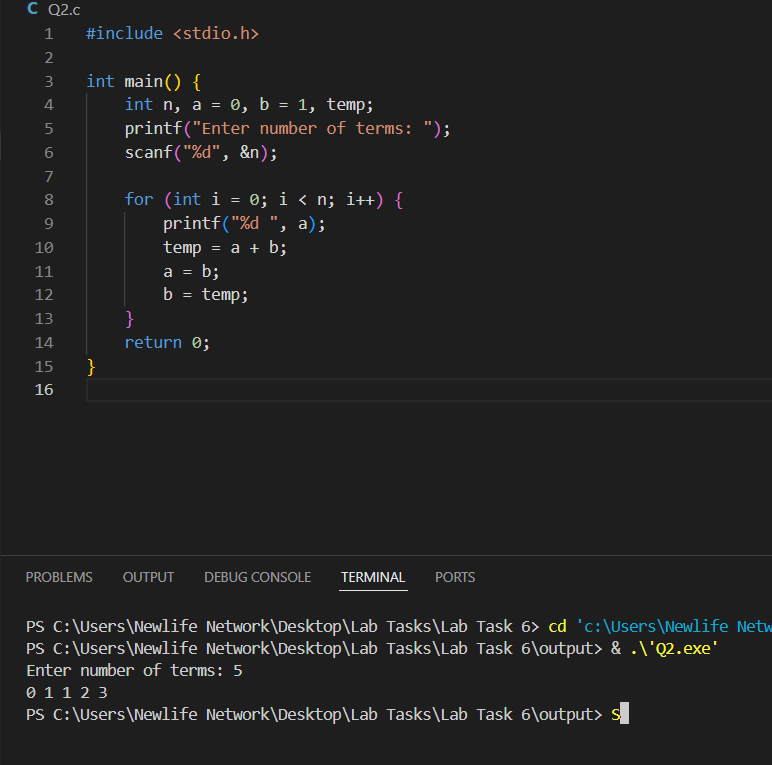 C Q2.c
1 #include <stdio.h>
2
3 int main() {
4     int n, a = 0, b = 1, temp;
5     printf("Enter number of terms: ");
6     scanf("%d", &n);
7
8     for (int i = 0; i < n; i++) {
9         printf("%d ", a);
10         temp = a + b;
11         a = b;
12         b = temp;
13     }
14     return 0;
15 }
16
PROBLEMS OUTPUT DEBUG CONSOLE TERMINAL PORTS
PS C:\Users\Newlife Network\Desktop\Lab Tasks\Lab Task 6> cd 'c:\Users\Newlife Netw
PS C:\Users\Newlife Network\Desktop\Lab Tasks\Lab Task 6\output> & .\'Q2.exe'
Enter number of terms: 5
0 1 1 2 3
PS C:\Users\Newlife Network\Desktop\Lab Tasks\Lab Task 6\output> S